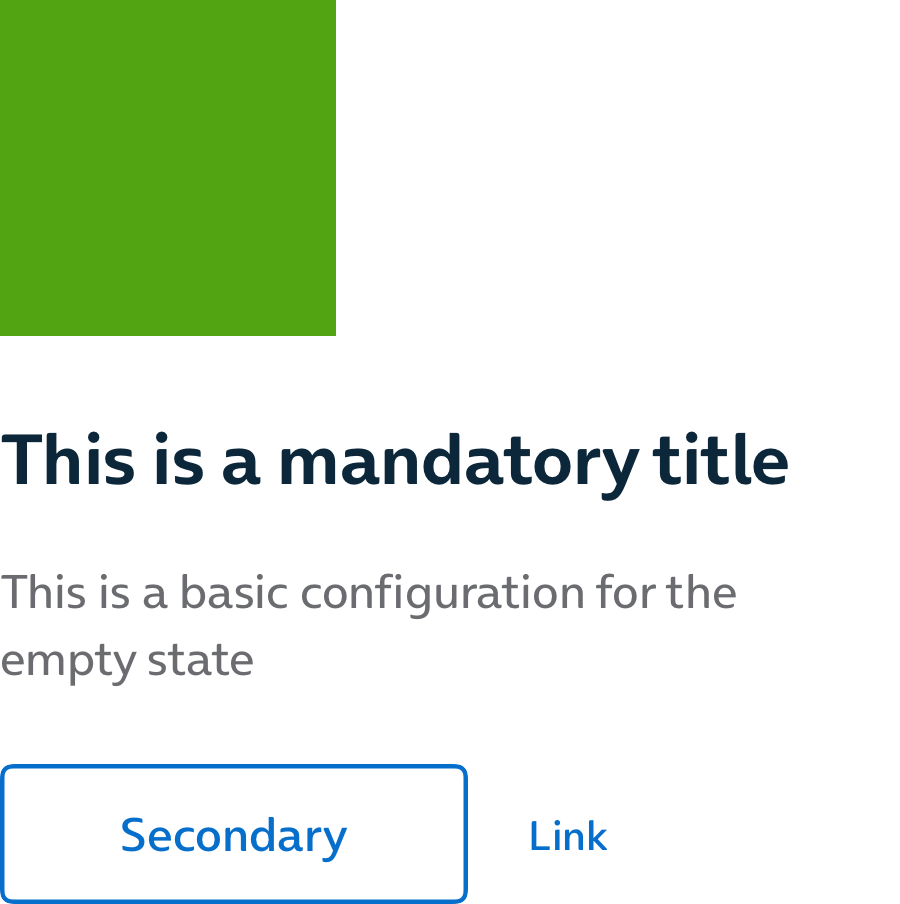 This is a mandatory title
This is a basic configuration for the
empty state
Secondary
Link